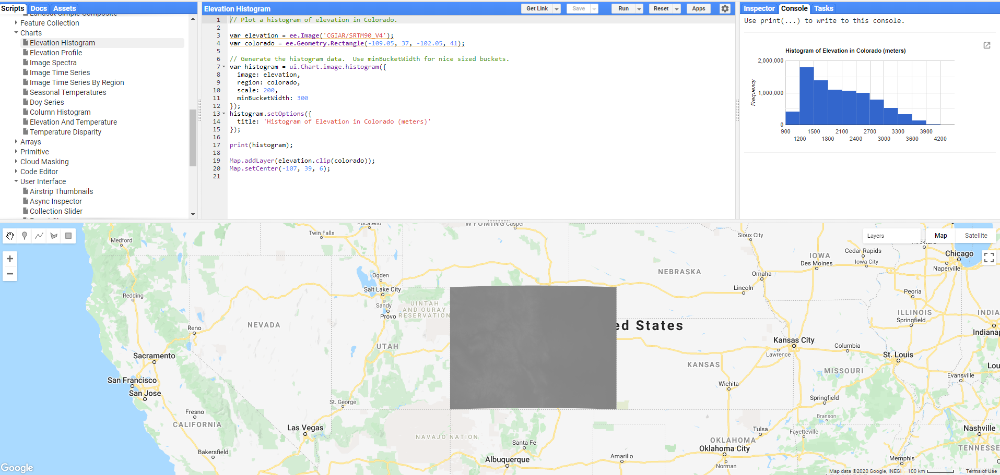 Scripts Docs Assets
Landsat Simple Composite
Feature Collection
Charts
Elevation Histogram
Elevation Profile
Image Spectra
Image Time Series
Image Time Series By Region
Seasonal Temperatures
Doy Series
Column Histogram
Elevation And Temperature
Temperature Disparity
Arrays
Primitive
Cloud Masking
Code Editor
User Interface
Airstrip Thumbnails
Async Inspector
Collection Slider
Elevation Histogram
Get Link Save Run Reset Apps
1 // Plot a histogram of elevation in Colorado.
2
3 var elevation = ee.Image('CGIAR/SRTM90_V4');
4 var colorado = ee.Geometry.Rectangle(-109.05, 37, -102.05, 41);
5
6 // Generate the histogram data.  Use minBucketWidth for nice sized buckets.
7 var histogram = ui.Chart.image.histogram({
8   image: elevation,
9   region: colorado,
10   scale: 200,
11   minBucketWidth: 300
12 });
13 histogram.setOptions({
14   title: 'Histogram of Elevation in Colorado (meters)'
15 });
16
17 print(histogram);
18
19 Map.addLayer(elevation.clip(colorado));
20 Map.setCenter(-107, 39, 6);
21
Inspector Console Tasks
Use print(...) to write to this console.
Histogram of Elevation in Colorado (meters)
2,000,000
1,000,000
0
Frequency
900 1500 2100 2700 3300 3900
1200 1800 2400 3000 3600 4200
Layers Map Satellite
Pocatello
WYOMING Casper
Twin Falls
Medford
Sioux City
Rockford
Cedar Rapids
Chicago
IOWA
Iowa City
Des Moines
Naperville
NEBRASKA
Omaha
Ogden
Salt Lake City
Lincoln
Peoria
Redding
Sandy
UINTAH
AND OURAY
RESERVATION
Provo
ILLINOIS
INDIA
Springfield
NEVADA
Reno
ed States
Indianap
Kansas City
Columbia
UTAH
St. Louis
Lawrence
Sacramento
KANSAS
MISSOURI
Lou
San Francisco
Evansville
Wichita
San Jose
St. George
Springfield
Fresno
Branson
CALIFORNIA
Las Vegas
Tulsa
Fayetteville
Nashville
NAVAJO NATION
Santa Fe
OKLAHOMA
Oklahoma City
TENNESSE
Bakersfield
Albuquerque
Amarillo
Memphis
Norman
Google
Map data ©2020 Google, INEGI 100 km Terms of Use